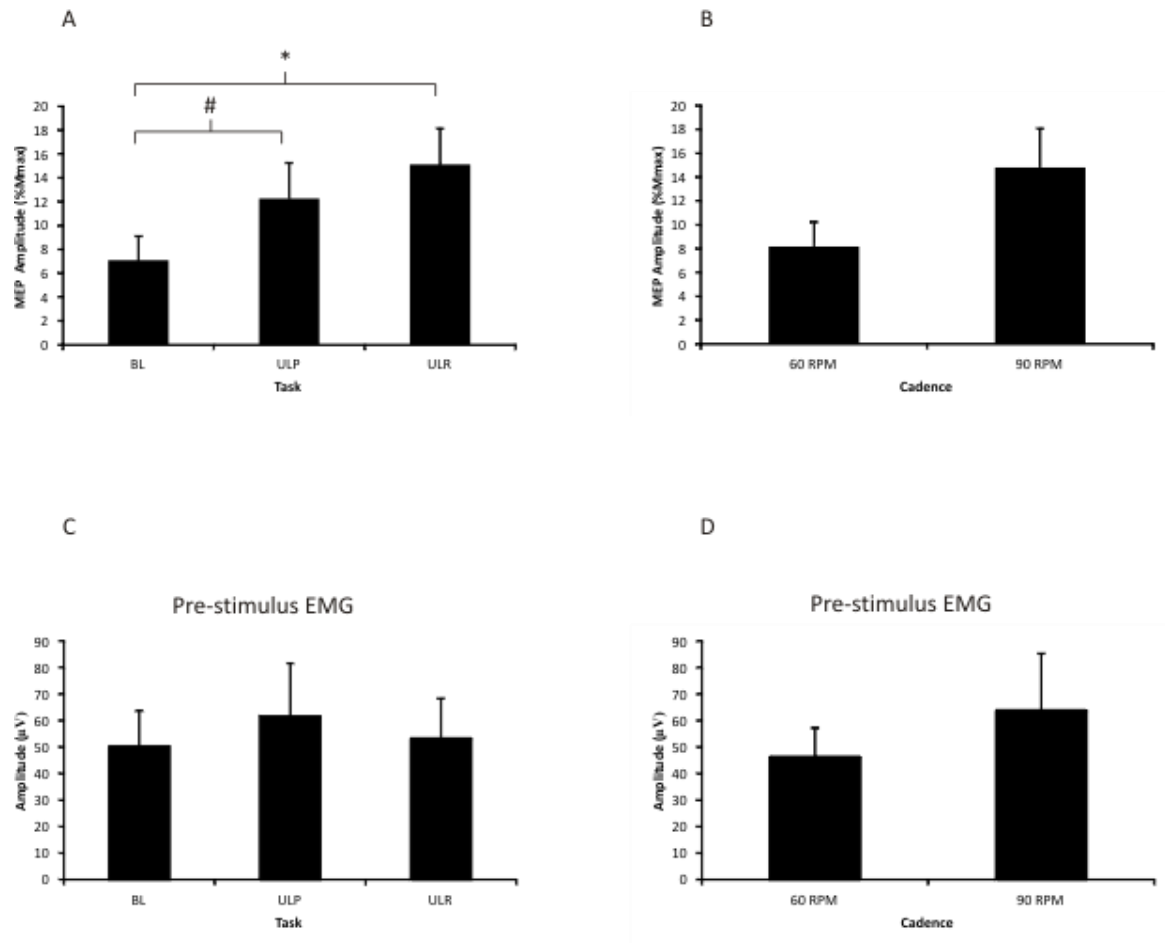 A
*
#
20
18
16
14
12
10
8
6
4
2
0
MEP Amplitude (%Mmax)
BL ULP ULR
Task
B
20
18
16
14
12
10
8
6
4
2
0
MEP Amplitude (%Mmax)
60 RPM 90 RPM
Cadence
C
Pre-stimulus EMG
90
80
70
60
50
40
30
20
10
0
Amplitude (μV)
BL ULP ULR
Task
D
Pre-stimulus EMG
90
80
70
60
50
40
30
20
10
0
Amplitude (μV)
60 RPM 90 RPM
Cadence